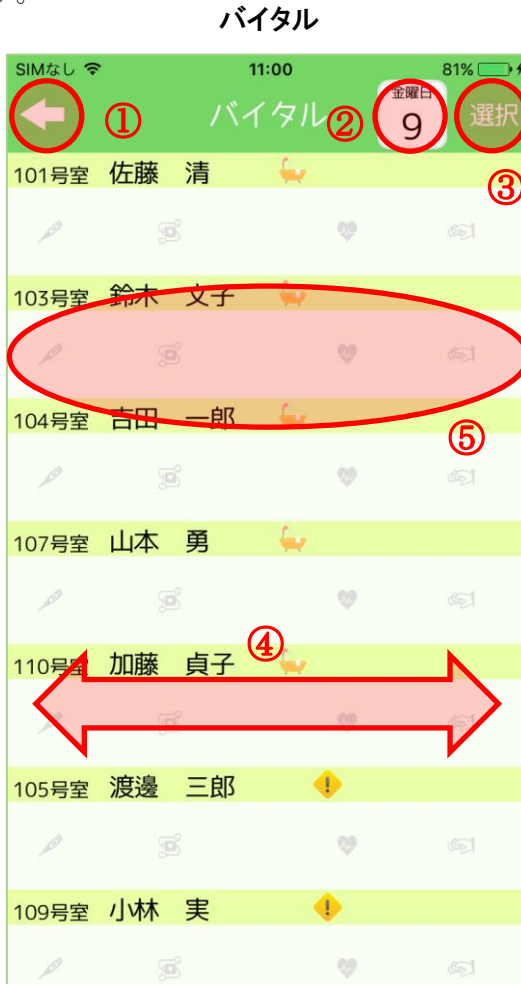 。
バイタル
SIMなし 11:00 81%
① バイタル ② 金曜日 9 選択
③
101号室 佐藤 清
103号室 鈴木 文子
104号室 吉田 一郎
⑤
107号室 山本 勇
④
110号室 加藤 貞子
105号室 渡邊 三郎
109号室 小林 実